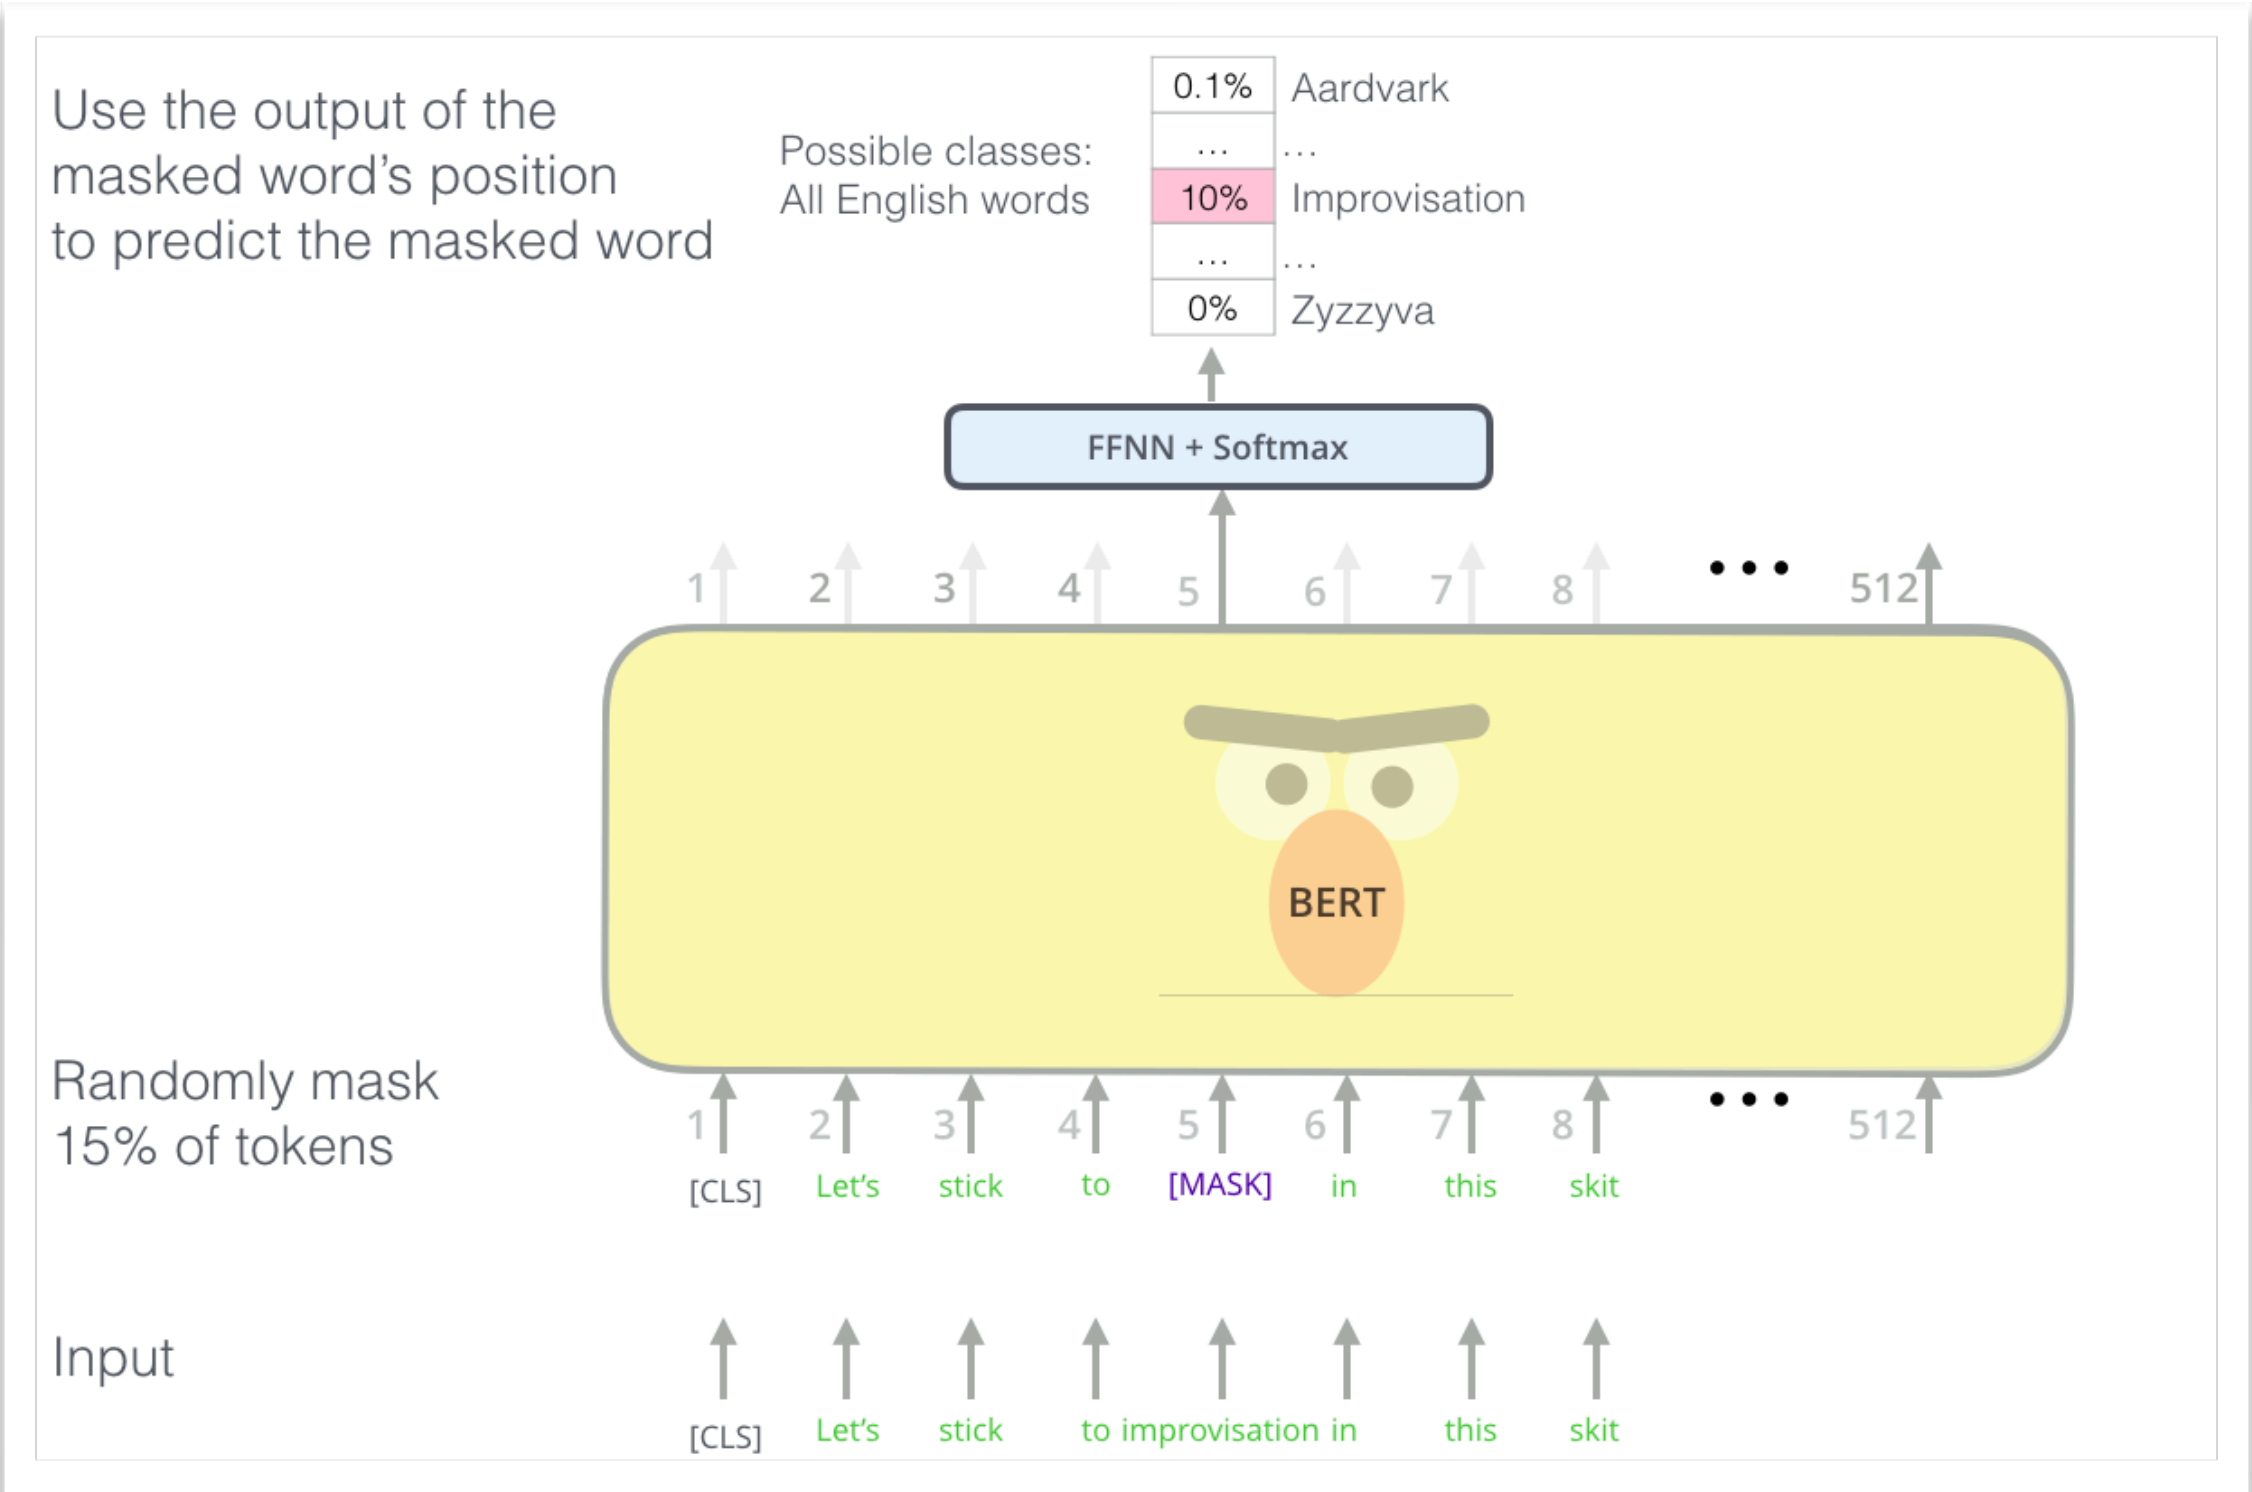 Use the output of the
masked word’s position
to predict the masked word
Possible classes:
All English words
0.1% Aardvark
... ...
10% Improvisation
... ...
0% Zyzzyva
FFNN + Softmax
1 2 3 4 5 6 7 8 ••• 512
BERT
Randomly mask
15% of tokens
1 2 3 4 5 6 7 8 ••• 512
[CLS] Let’s stick to [MASK] in this skit
Input
[CLS] Let’s stick to improvisation in this skit